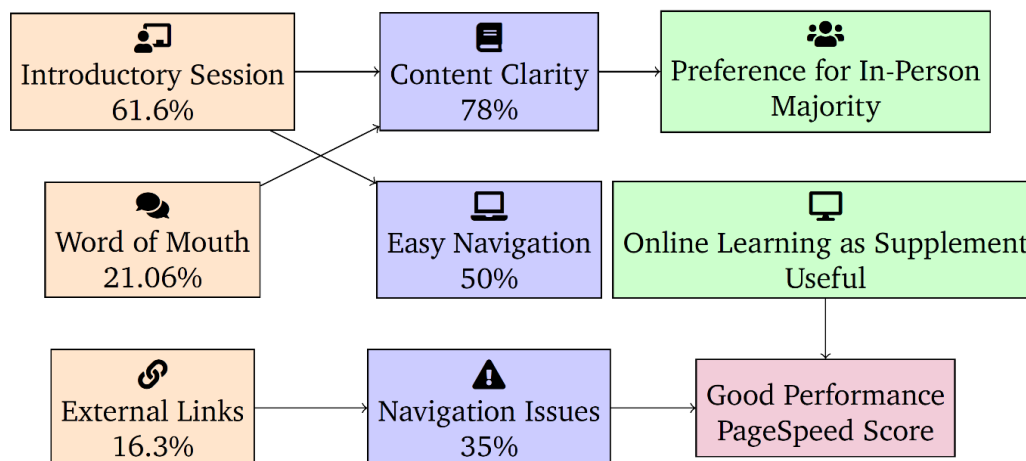 Introductory Session
61.6%
Content Clarity
78%
Preference for In-Person
Majority
Word of Mouth
21.06%
Easy Navigation
50%
Online Learning as Supplement
Useful
External Links
16.3%
Navigation Issues
35%
Good Performance
PageSpeed Score